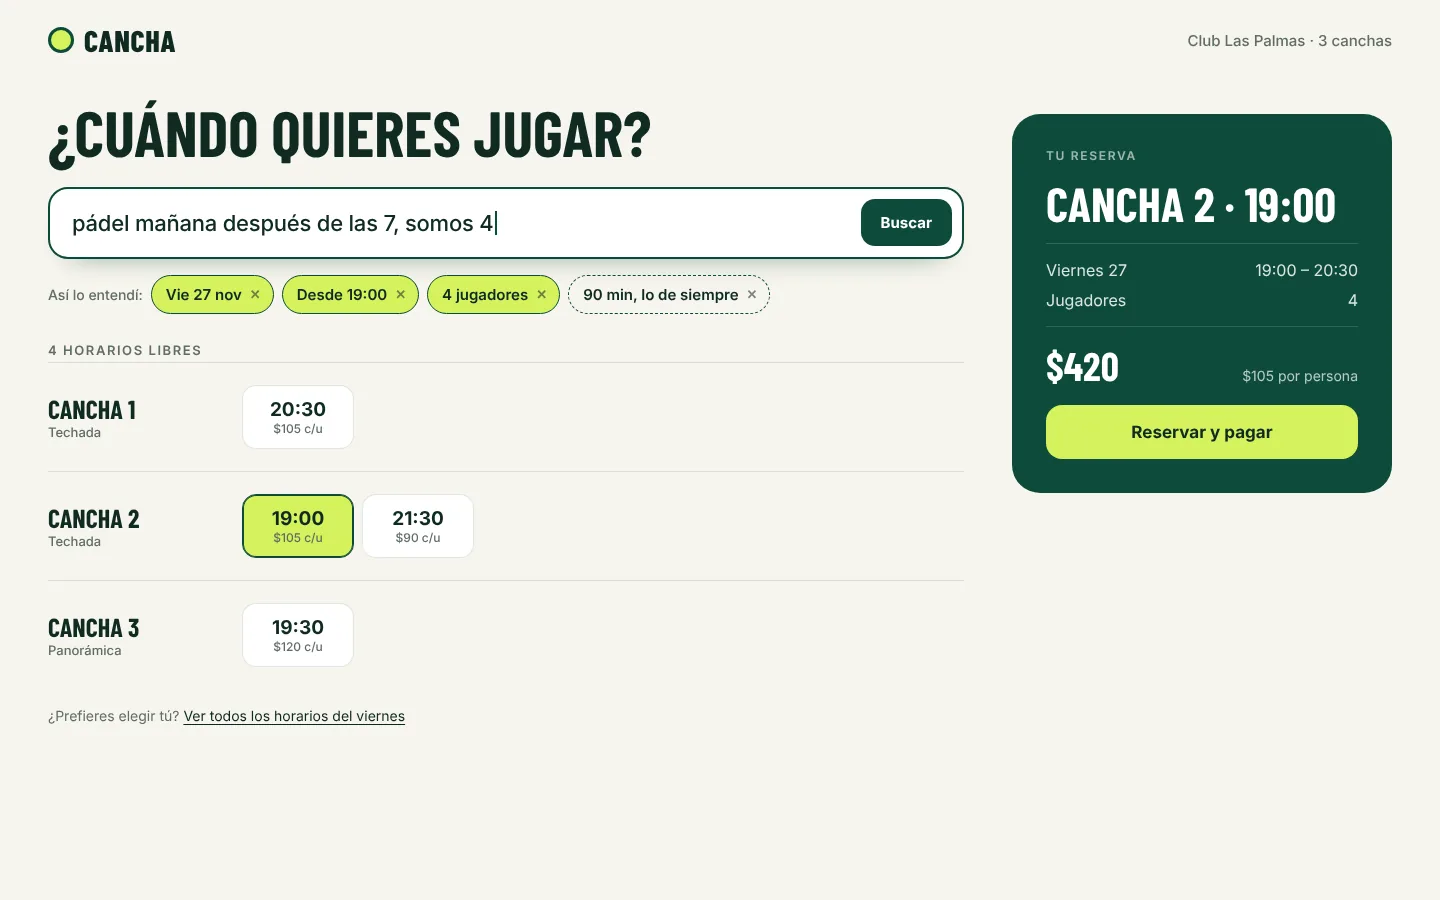 CANCHA
Club Las Palmas · 3 canchas
¿CUÁNDO QUIERES JUGAR?
pádel mañana después de las 7, somos 4
Buscar
Así lo entendí:
Vie 27 nov ×
Desde 19:00 ×
4 jugadores ×
90 min, lo de siempre ×
4 HORARIOS LIBRES
CANCHA 1
Techada
20:30
$105 c/u
CANCHA 2
Techada
19:00
$105 c/u
21:30
$90 c/u
CANCHA 3
Panorámica
19:30
$120 c/u
¿Prefieres elegir tú? Ver todos los horarios del viernes
TU RESERVA
CANCHA 2 · 19:00
Viernes 27 19:00 – 20:30
Jugadores 4
$420 $105 por persona
Reservar y pagar